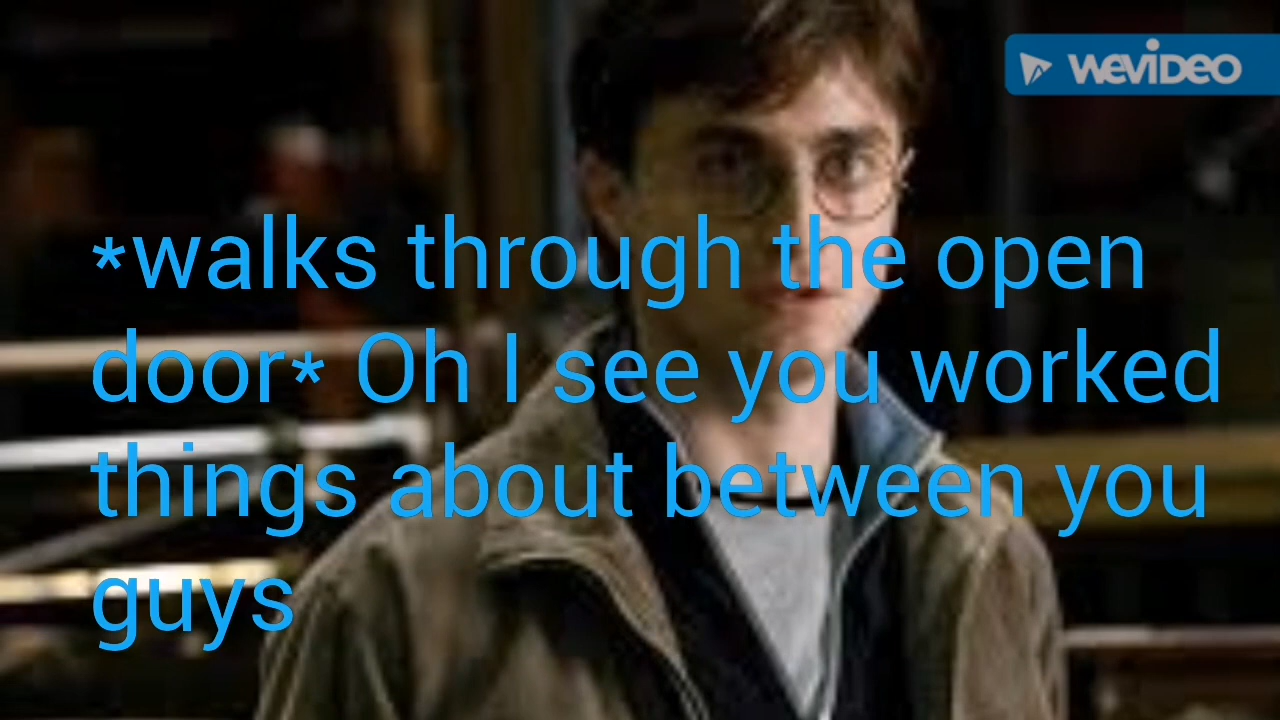 WEVIDEO
*walks through the open
door* Oh I see you worked
things about between you
guys